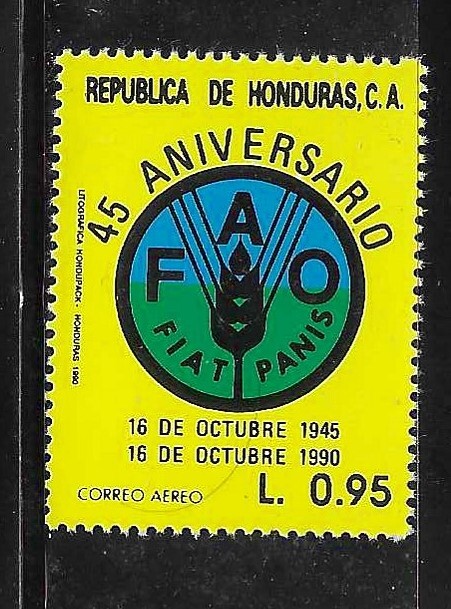 REPUBLICA DE HONDURAS, C.A.
45 ANIVERSARIO
FAO
FIAT PANIS
LITOGRAFICA HONDUPACK - HONDURAS 1990
16 DE OCTUBRE 1945
16 DE OCTUBRE 1990
CORREO AEREO
L. 0.95